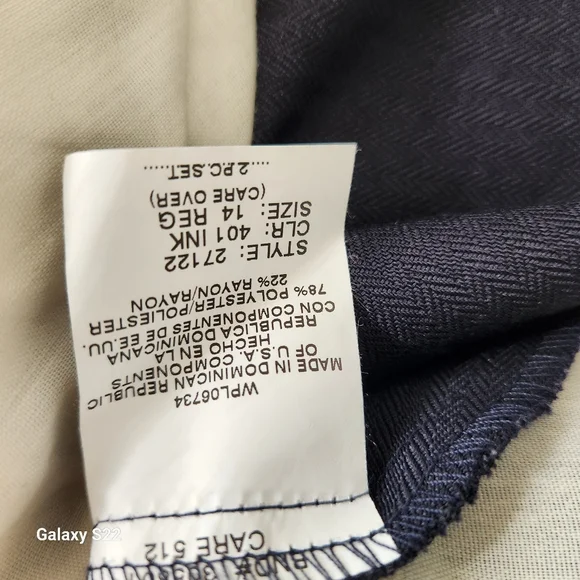 CARE 512
WPL06734
MADE IN DOMINICAN REPUBLIC
OF U.S.A. COMPONENTS
HECHO EN LA
REPUBLICA DOMINICANA
CON COMPONENTES DE EE.UU.
78% POLYESTER/POLIESTER
22% RAYON/RAYON
STYLE: 27122
CLR: 401 INK
SIZE: 14 REG
(CARE OVER)
....2.P.C.SET.....
Galaxy S22